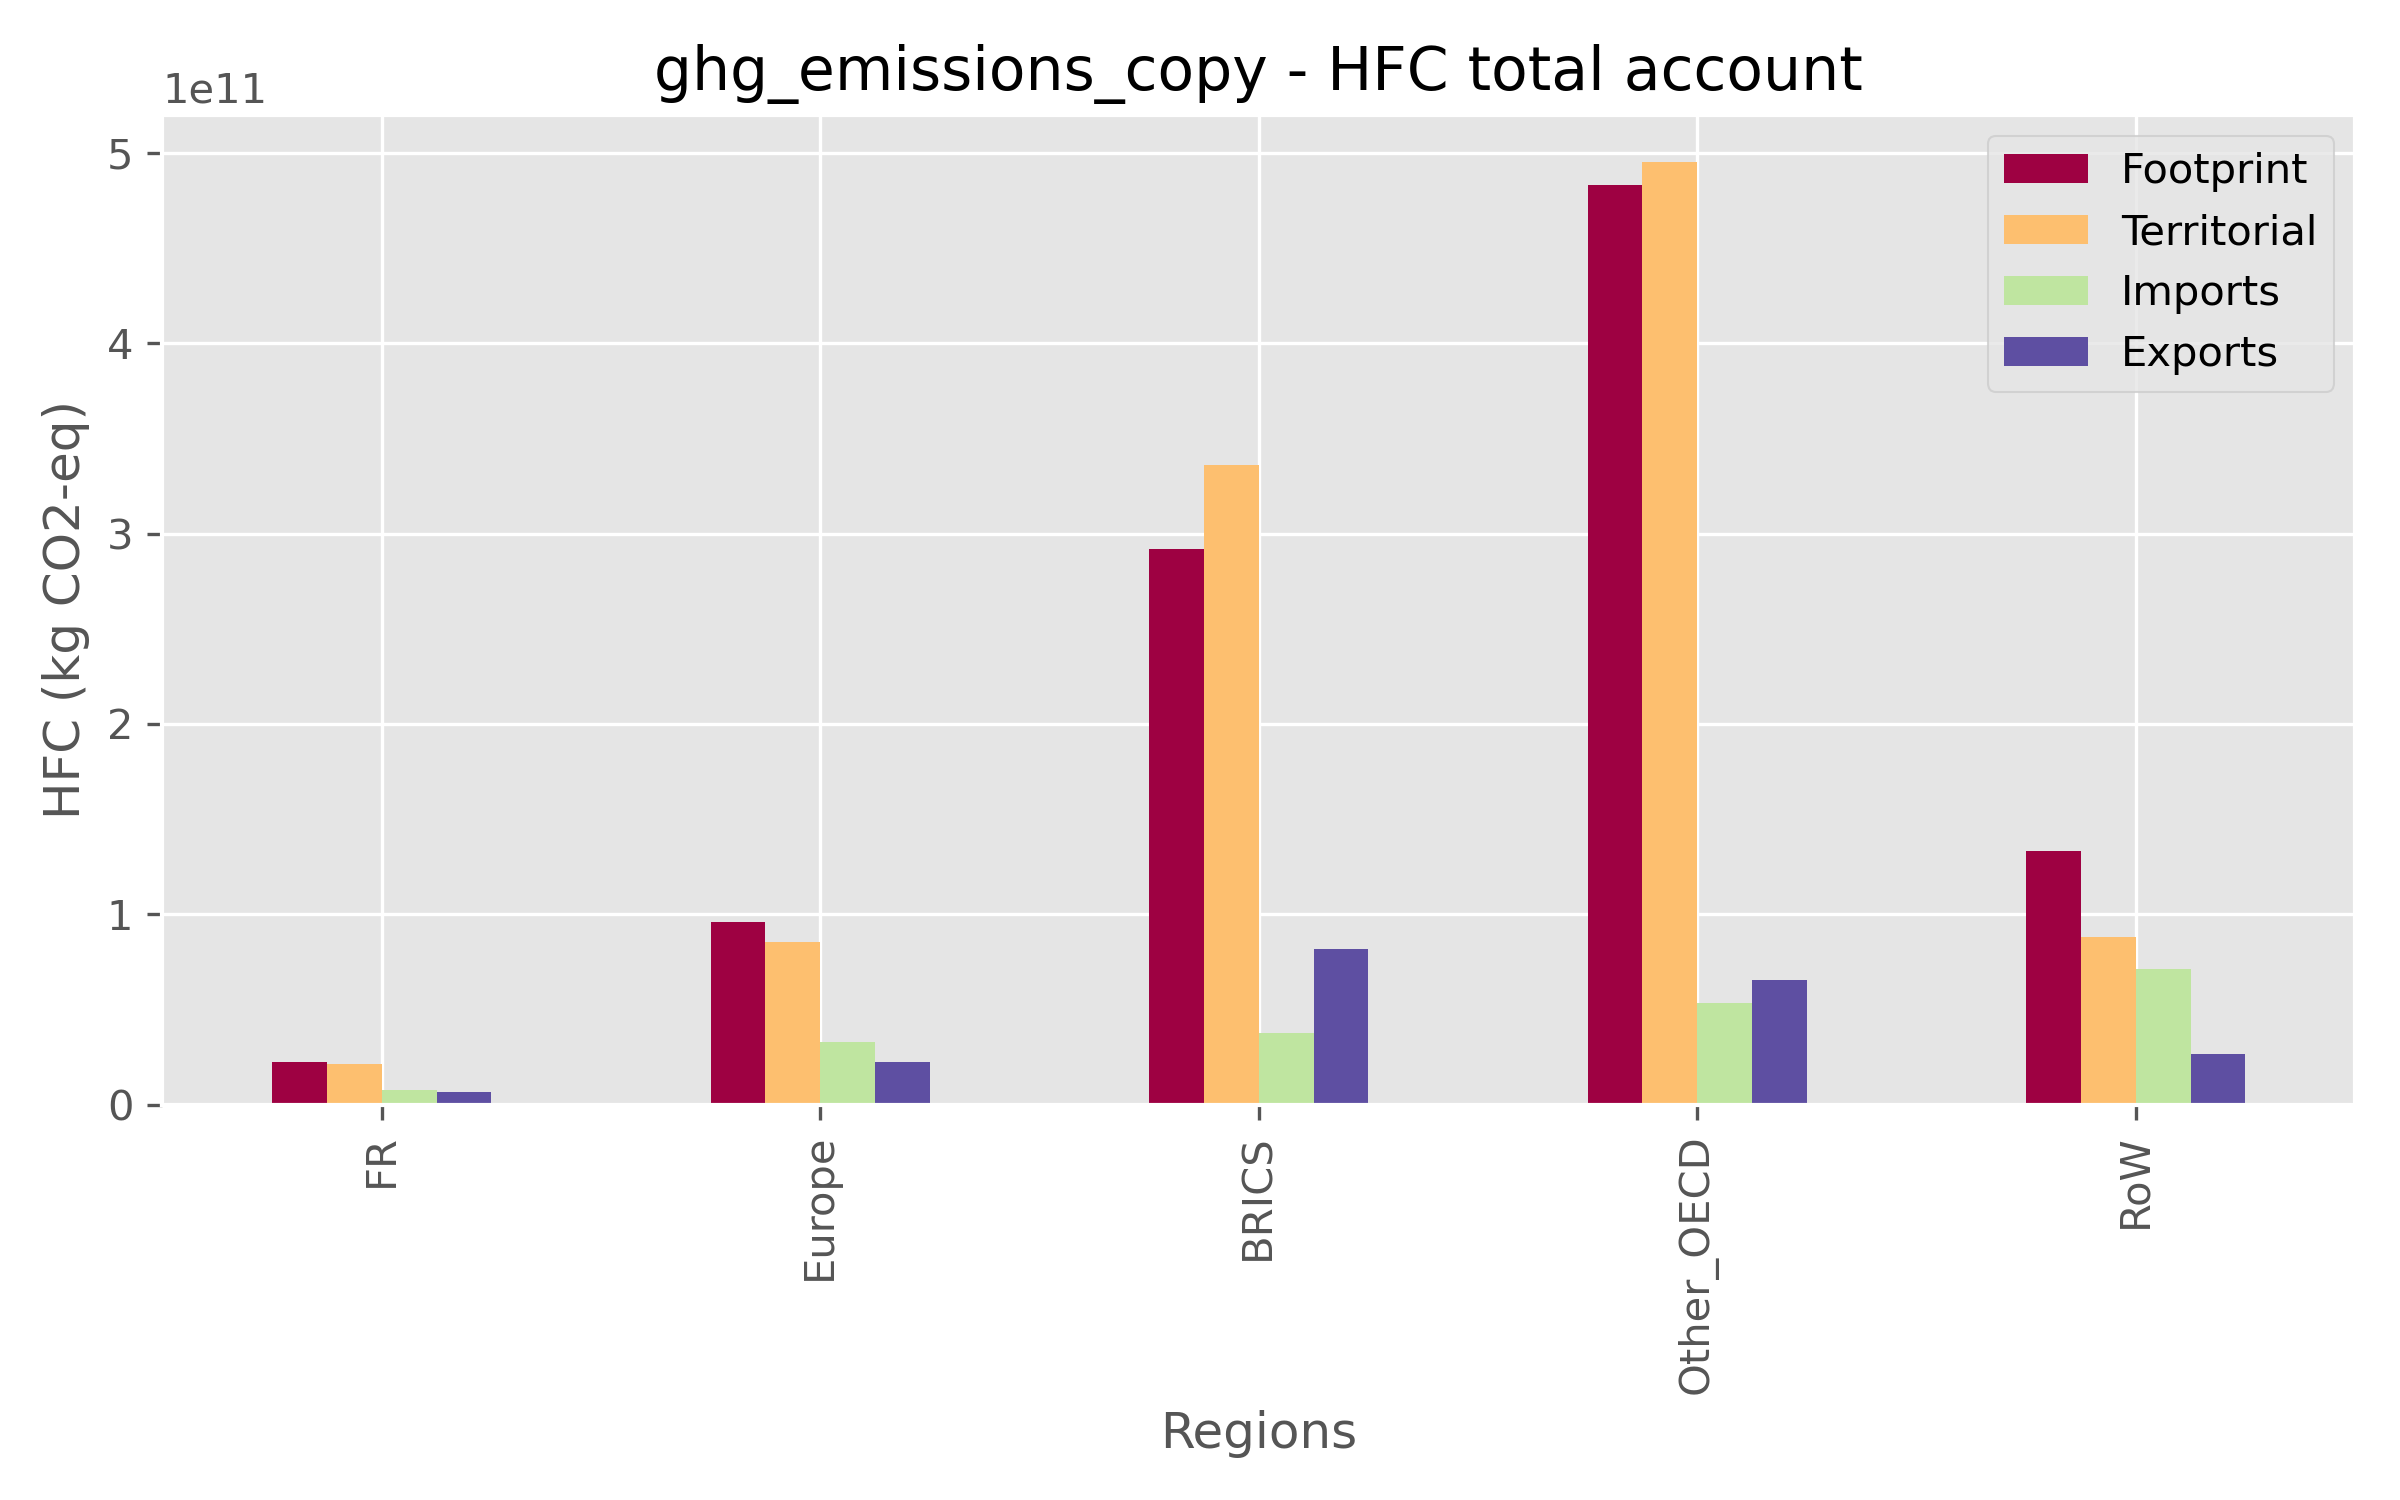 ghg_emissions_copy - HFC total account
1e11
5
4
3
2
1
0
HFC (kg CO2-eq)
Footprint
Territorial
Imports
Exports
FR
Europe
BRICS
Other_OECD
RoW
Regions